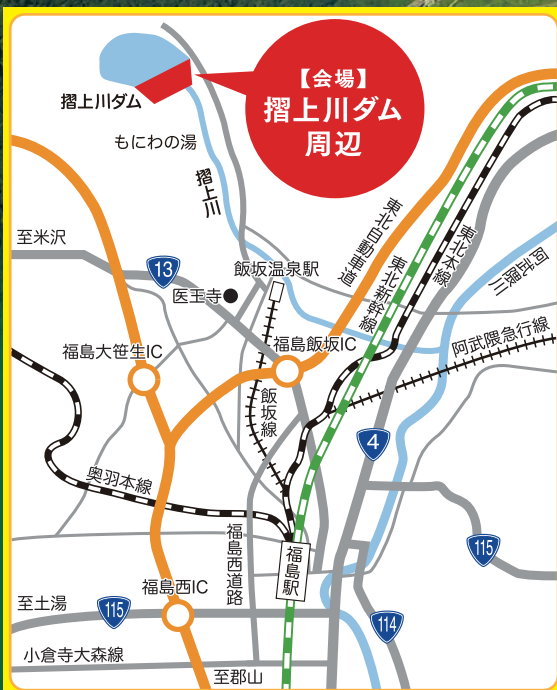 【会場】
摺上川ダム
周辺
摺上川ダム
もにわの湯
摺上川
東北自動車道
東北新幹線
東北本線
阿武隈川
至米沢
13
飯坂温泉駅
医王寺
福島大笹生IC
福島飯坂IC
阿武隈急行線
飯坂線
4
奥羽本線
福島西道路
福島駅
115
福島西IC
至土湯
115
114
小倉寺大森線
至郡山